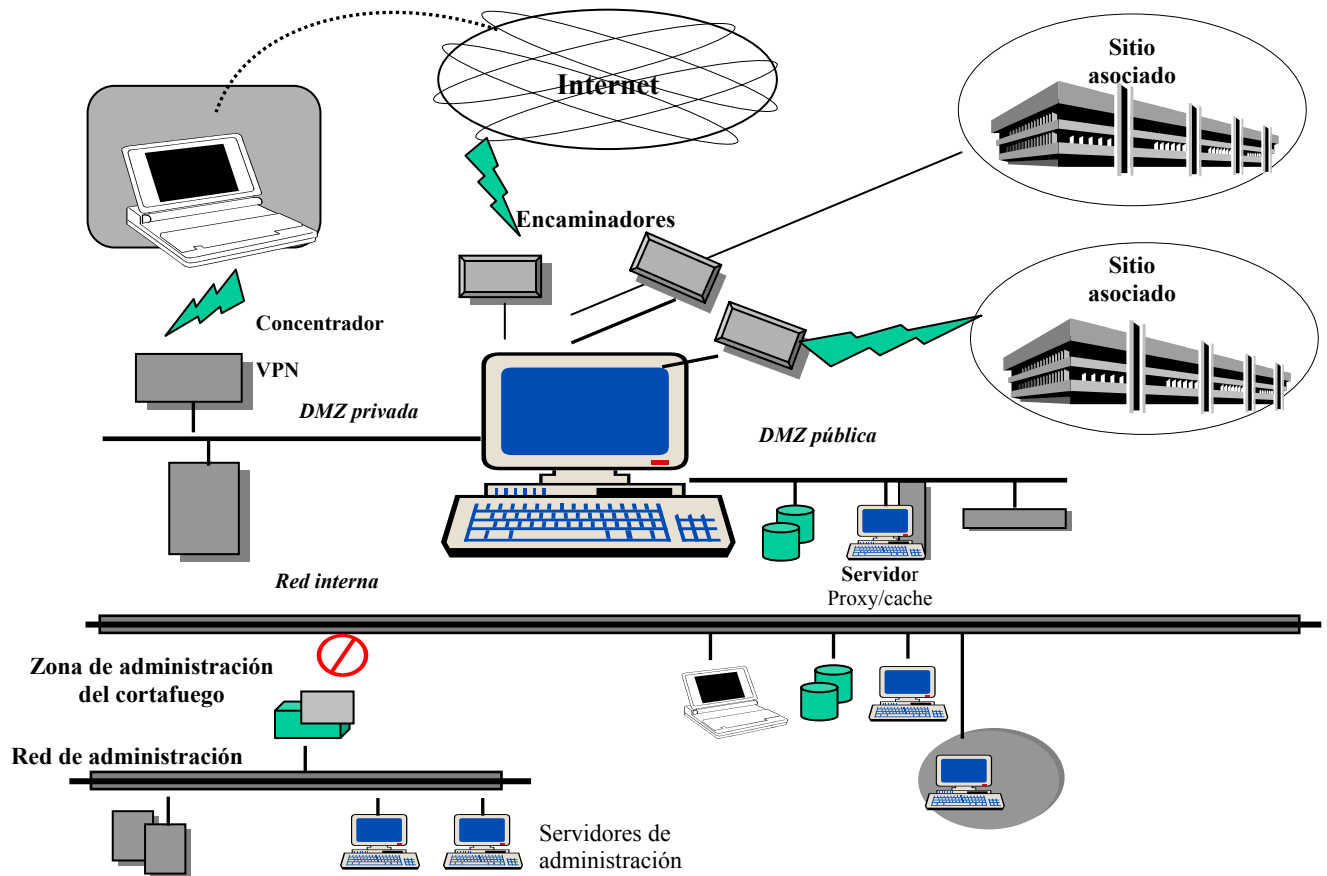 Internet
Sitio
asociado
Encaminadores
Sitio
asociado
Concentrador
VPN
DMZ privada
DMZ pública
Servidor
Proxy/cache
Red interna
Zona de administración
del cortafuego
Red de administración
Servidores de
administración